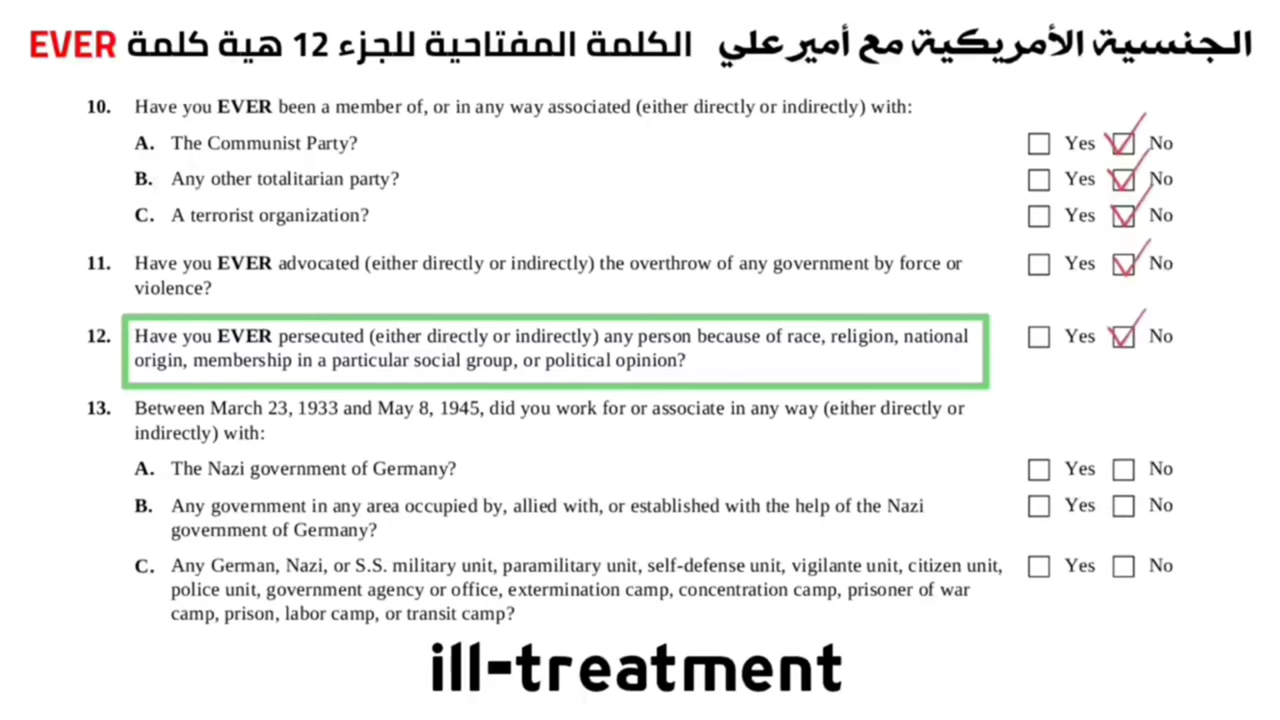 الجنسية الأمريكية مع أمير علي الكلمة المفتاحية للجزء 12 هية كلمة EVER
10. Have you EVER been a member of, or in any way associated (either directly or indirectly) with:
A. The Communist Party? Yes No
B. Any other totalitarian party? Yes No
C. A terrorist organization? Yes No
11. Have you EVER advocated (either directly or indirectly) the overthrow of any government by force or Yes No
violence?
12. Have you EVER persecuted (either directly or indirectly) any person because of race, religion, national Yes No
origin, membership in a particular social group, or political opinion?
13. Between March 23, 1933 and May 8, 1945, did you work for or associate in any way (either directly or
indirectly) with:
A. The Nazi government of Germany? Yes No
B. Any government in any area occupied by, allied with, or established with the help of the Nazi Yes No
government of Germany?
C. Any German, Nazi, or S.S. military unit, paramilitary unit, self-defense unit, vigilante unit, citizen unit, Yes No
police unit, government agency or office, extermination camp, concentration camp, prisoner of war
camp, prison, labor camp, or transit camp?
ill-treatment